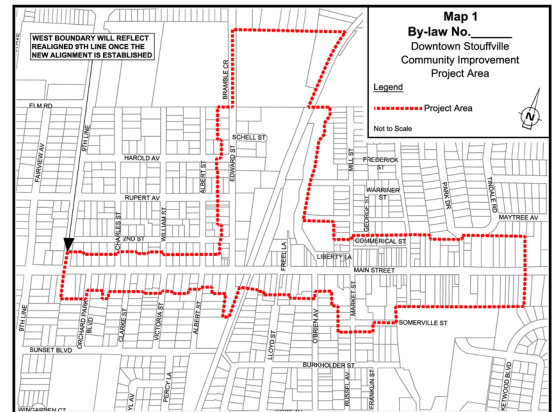 WEST BOUNDARY WILL REFLECT
REALIGNED 9TH LINE ONCE THE
NEW ALIGNMENT IS ESTABLISHED
Map 1
By-law No.______
Downtown Stouffville
Community Improvement
Project Area
Legend
Project Area
Not to Scale
N
BRAMBLE CR
ELM RD
9TH LINE
FAIRVIEW AV
SCHELL ST
EDWARD ST
HAROLD AV
ALBERT ST
MILL ST
FREDERICK
ST
WARRINER
ST
PARK DR
TINDALE RD
RUPERT AV
GEORGE ST
MAYTREE AV
CHARLES ST
WILLIAM ST
2ND ST
COMMERICAL ST
FREEL LA
LIBERTY LA
MAIN STREET
9TH LINE
ORCHARD PARK
BLVD
CLARKE ST
VICTORIA ST
ALBERT ST
LLOYD ST
O'BRIEN AV
MARKET ST
SOMERVILLE ST
SUNSET BLVD
BURKHOLDER ST
PERCY LA
RUSSEL AV
FRANKLIN ST
KETWOOD BLVD
YL AV
WINGARDEN CT